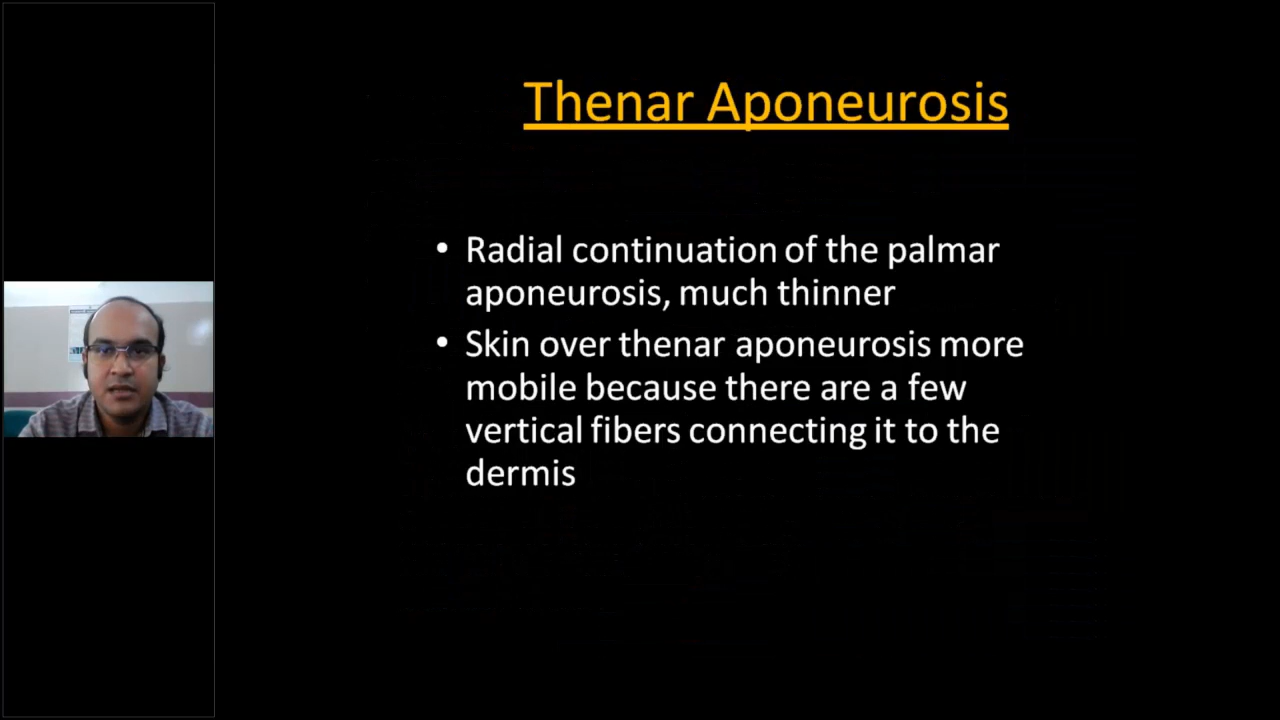 Thenar Aponeurosis
• Radial continuation of the palmar
aponeurosis, much thinner
• Skin over thenar aponeurosis more
mobile because there are a few
vertical fibers connecting it to the
dermis